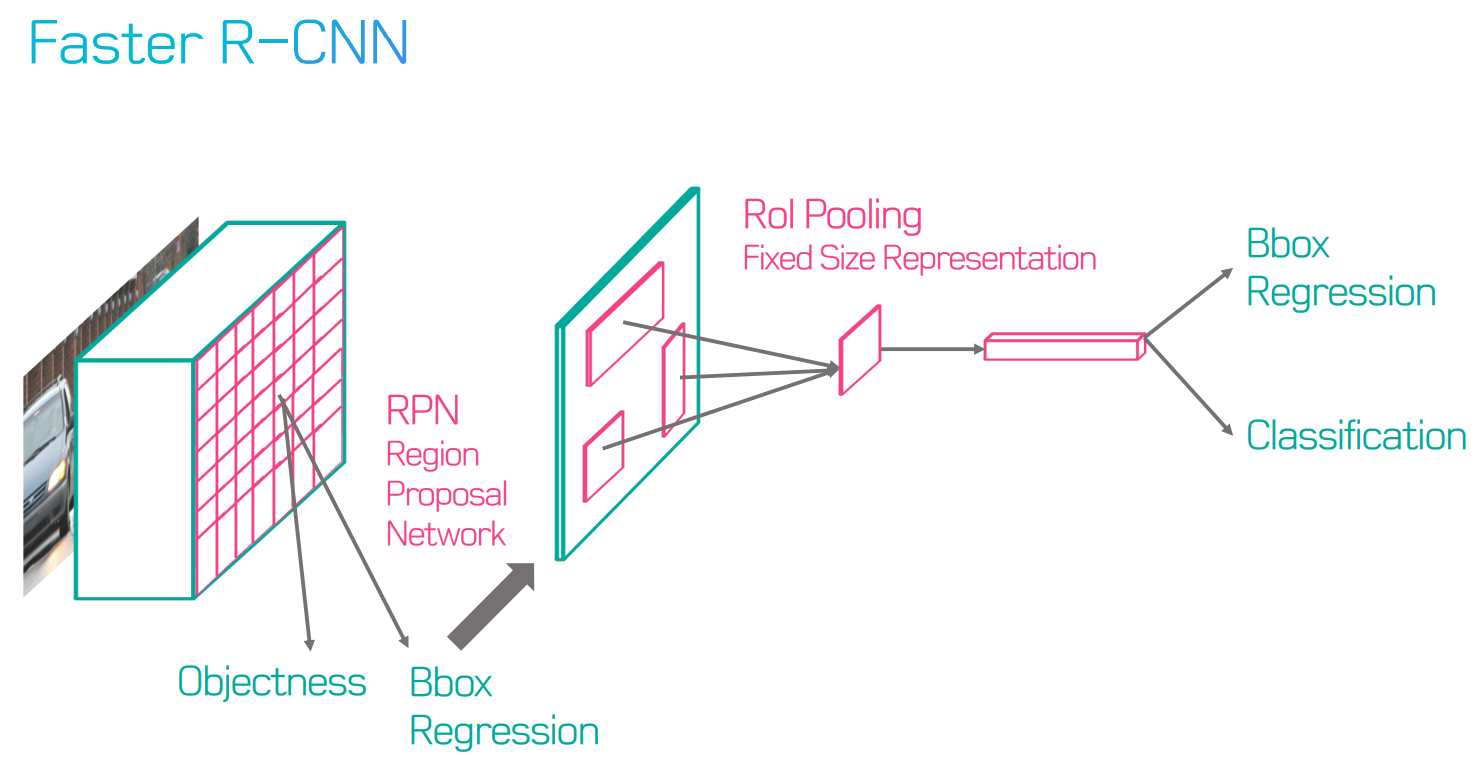 Faster R-CNN
RoI Pooling
Fixed Size Representation
Bbox
Regression
RPN
Region
Proposal
Network
Classification
Objectness
Bbox
Regression